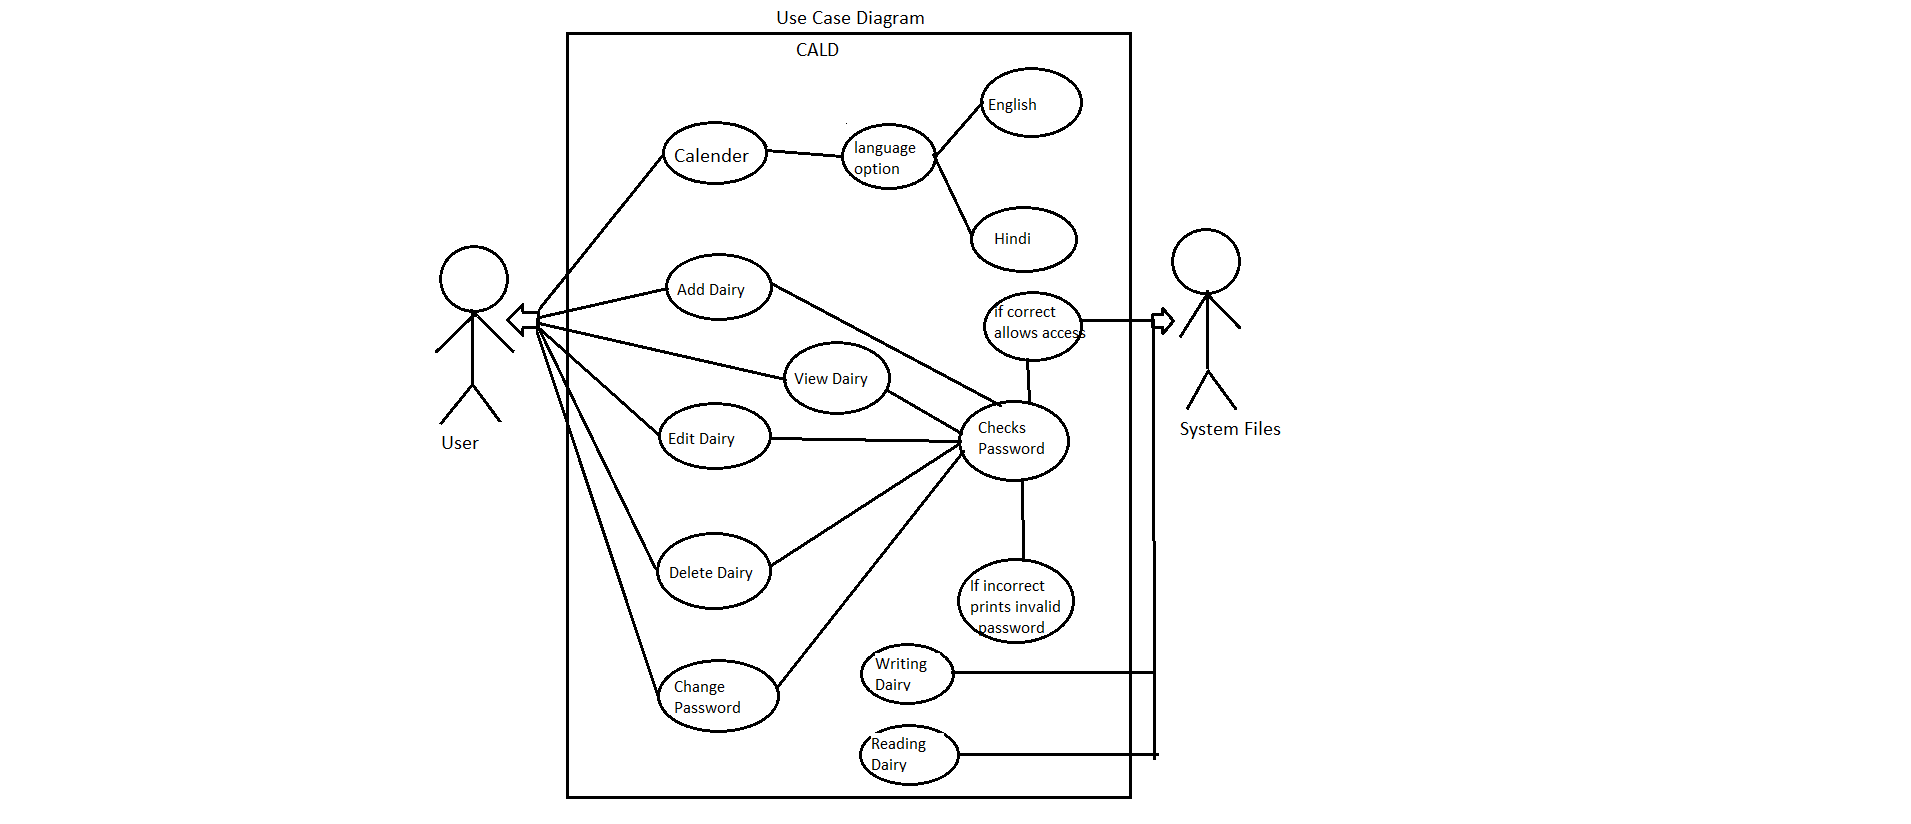 Use Case Diagram
CALD
English
Calender
language
option
Hindi
Add Dairy
if correct
allows access
View Dairy
Edit Dairy
Checks
Password
User
System Files
Delete Dairy
If incorrect
prints invalid
password
Change
Password
Writing
Dairy
Reading
Dairy